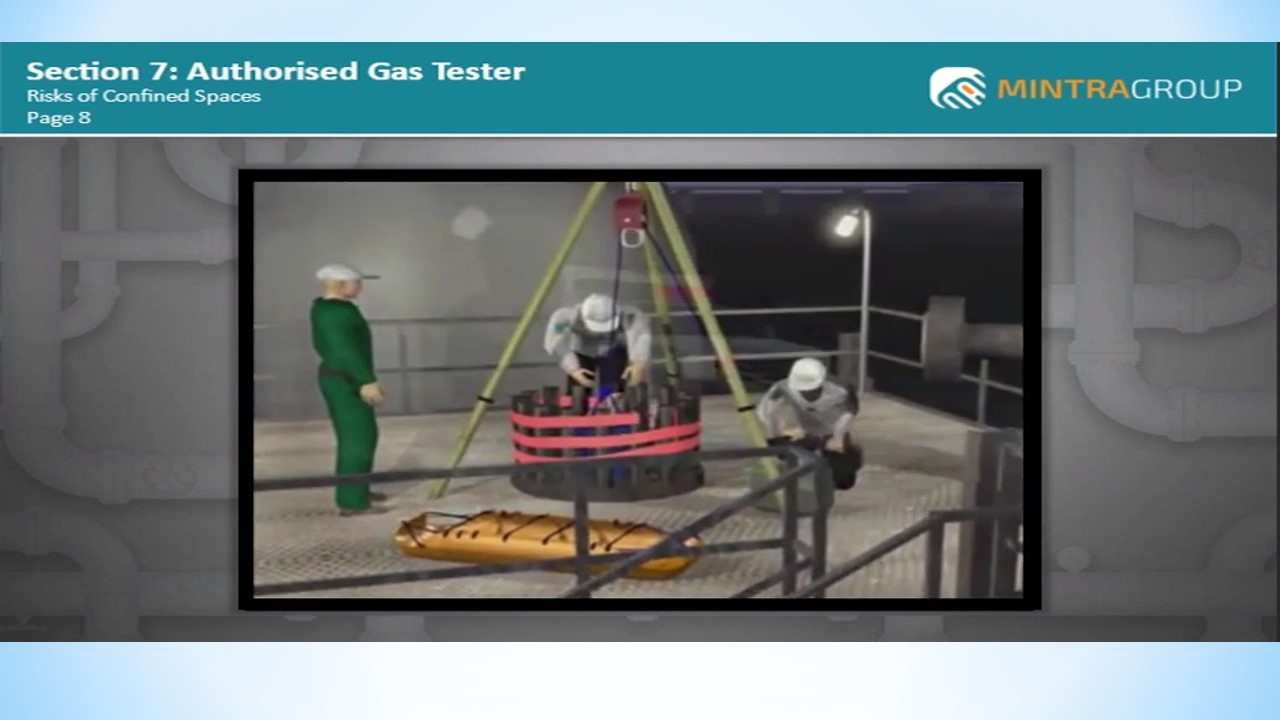 Section 7: Authorised Gas Tester
Risks of Confined Spaces
Page 8
MINTRAGROUP